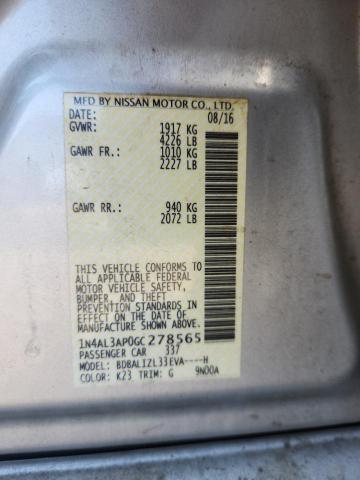 MFD BY NISSAN MOTOR CO., LTD.
DATE: 08/16
GVWR: 1917 KG
4226 LB
GAWR FR.: 1010 KG
2227 LB
GAWR RR.: 940 KG
2072 LB
THIS VEHICLE CONFORMS TO
ALL APPLICABLE FEDERAL
MOTOR VEHICLE SAFETY,
BUMPER, AND THEFT
PREVENTION STANDARDS IN
EFFECT ON THE DATE OF
MANUFACTURE SHOWN ABOVE.
1N4AL3AP0GC278565
PASSENGER CAR 337
MODEL: BDBALIZL33EVA----H
COLOR: K23 TRIM: G 9N00A